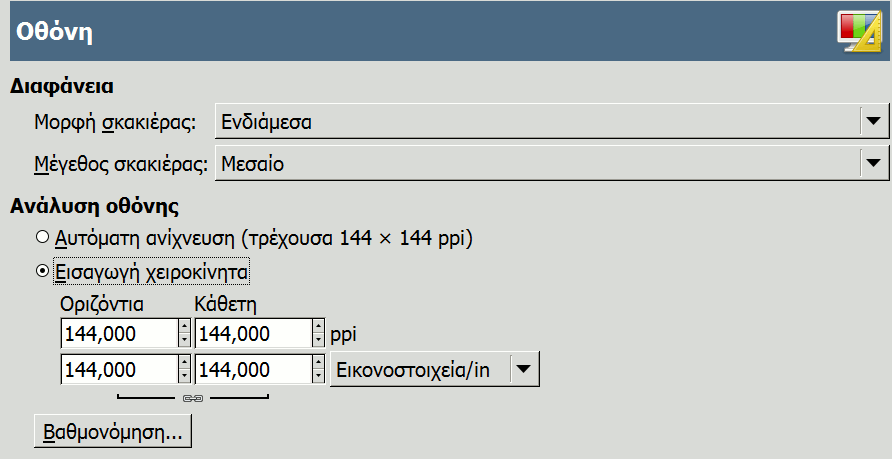 Οθόνη
Διαφάνεια
Μορφή σκακιέρας: Ενδιάμεσα
Μέγεθος σκακιέρας: Μεσαίο
Ανάλυση οθόνης
Αυτόματη ανίχνευση (τρέχουσα 144 × 144 ppi)
Εισαγωγή χειροκίνητα
Οριζόντια Κάθετη
144,000 144,000 ppi
144,000 144,000 Εικονοστοιχεία/in
Βαθμονόμηση...